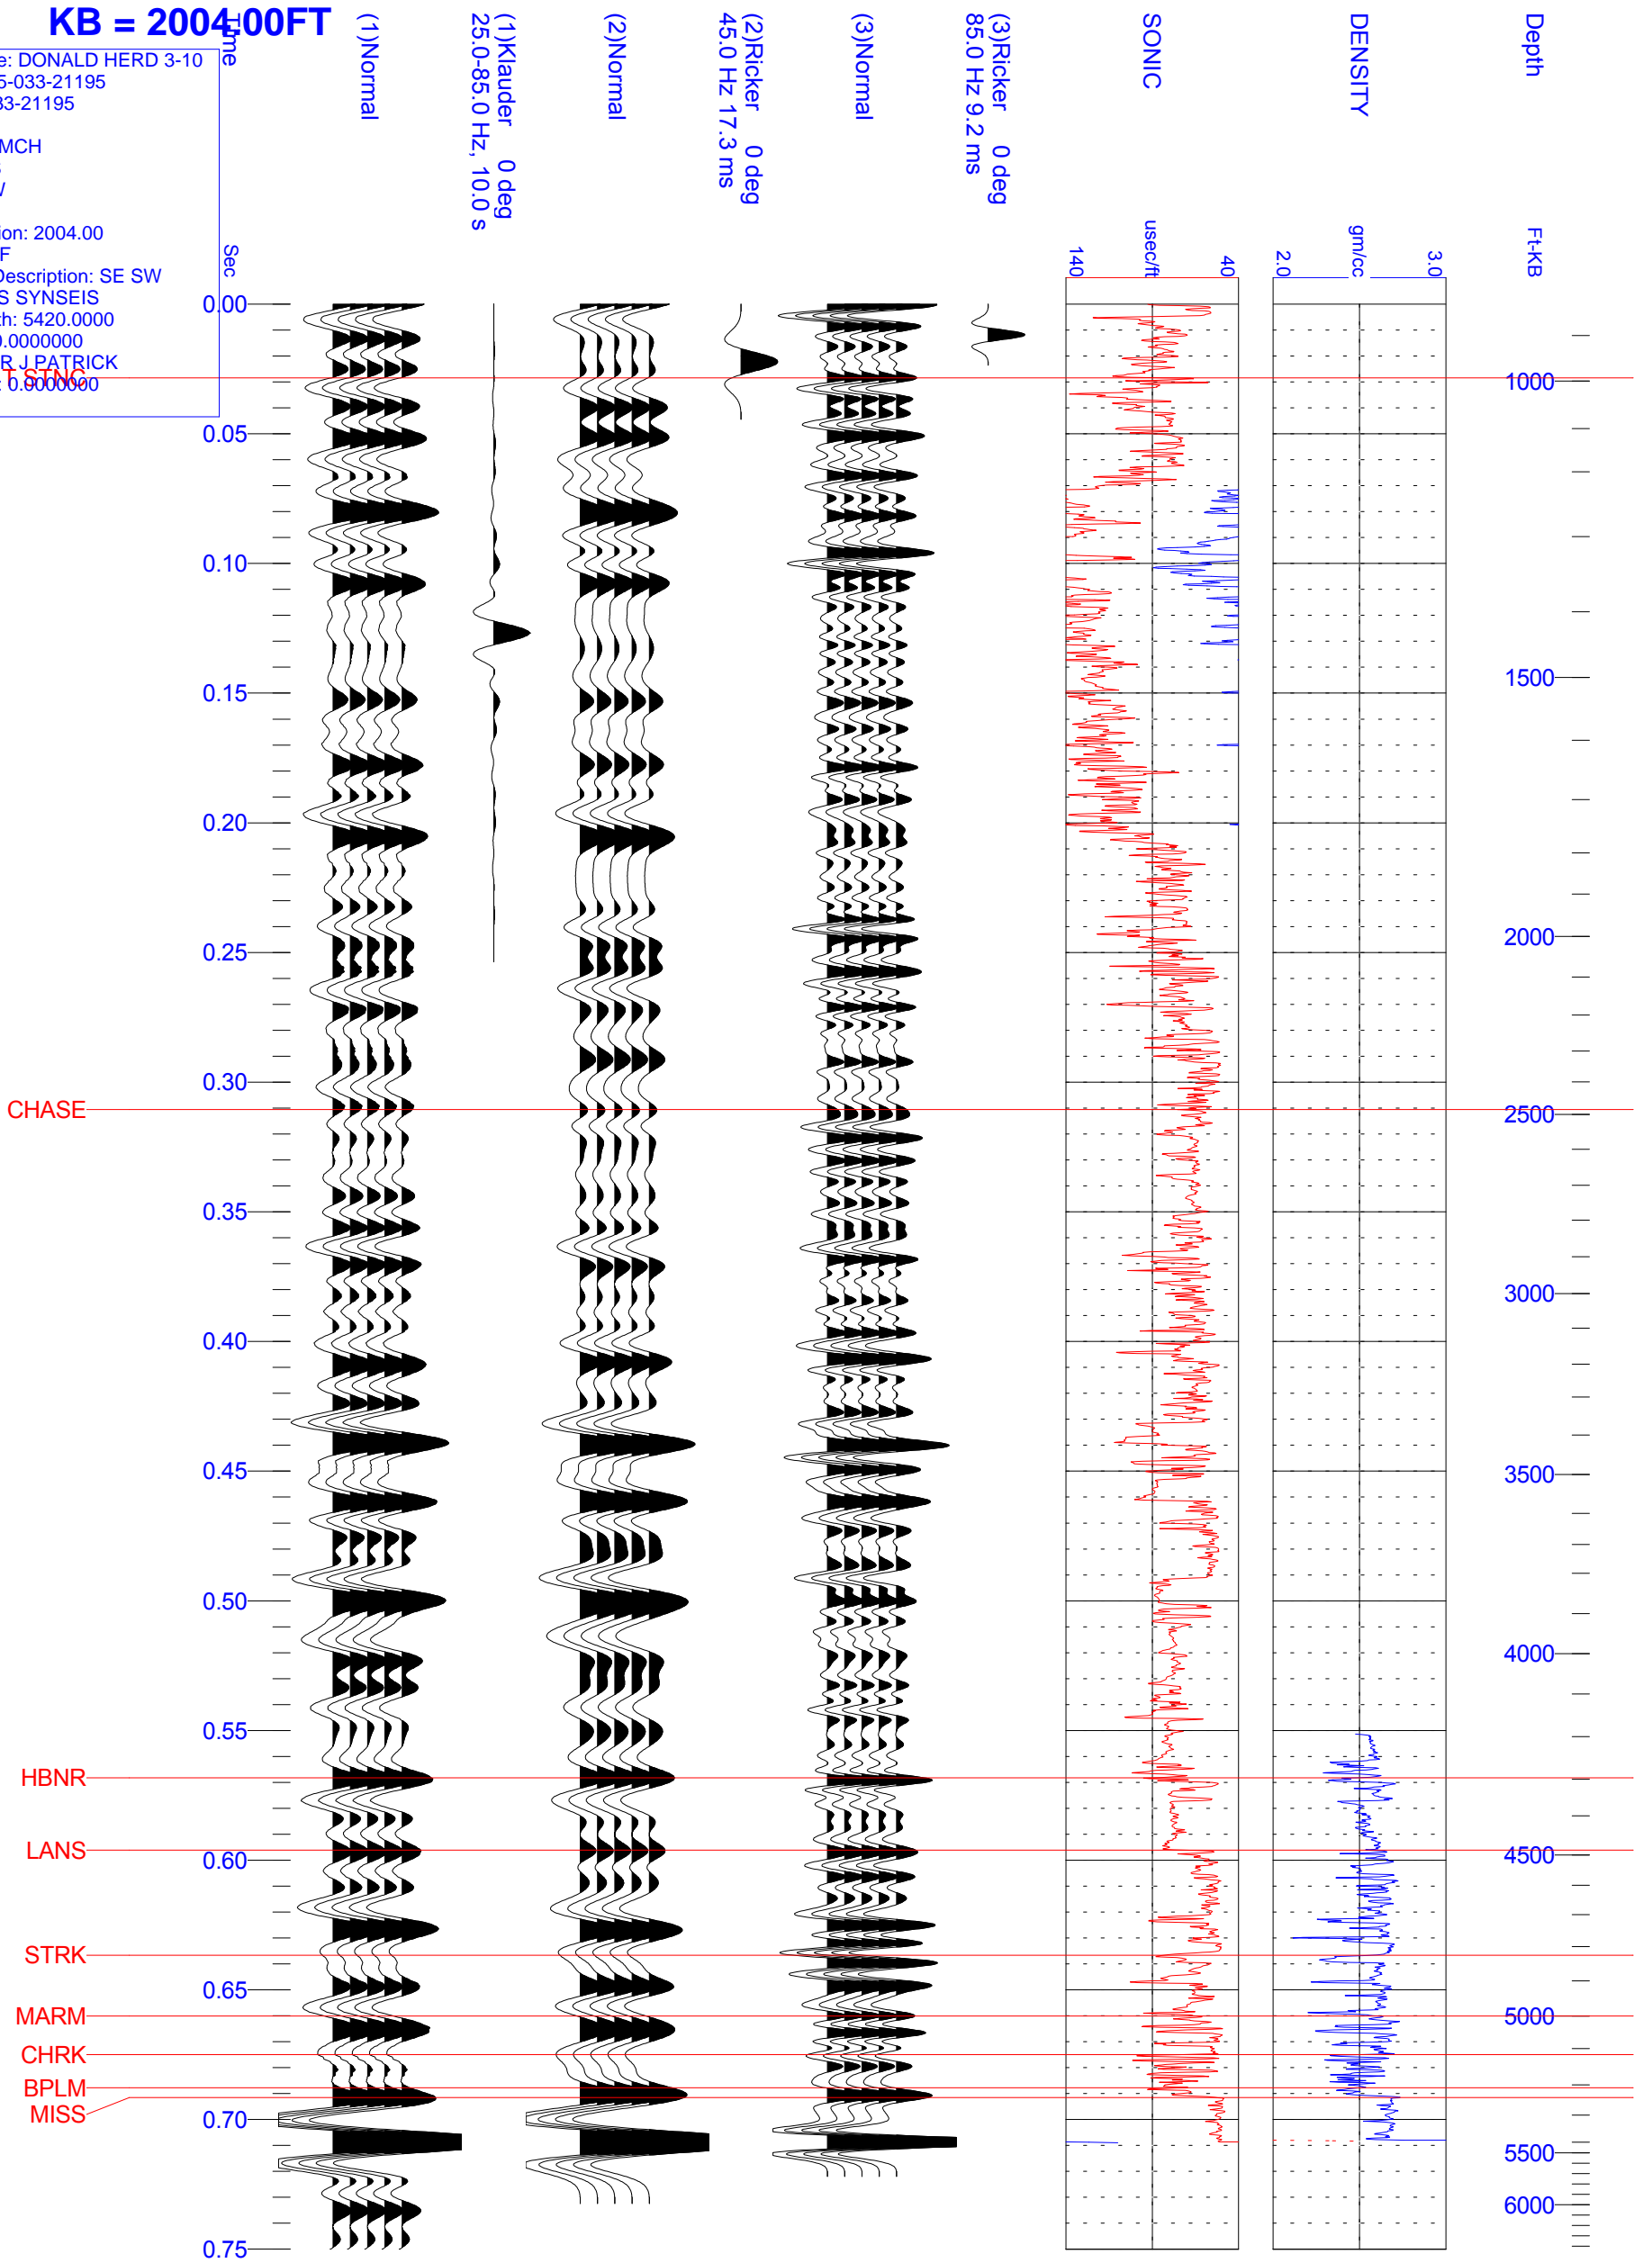 KB = 2004.00FT
e: DONALD HERD 3-10
5-033-21195
33-21195
MCH
W
ion: 2004.00
F
Description: SE SW
S SYNSEIS
th: 5420.0000
0.0000000
R J PATRICK
: 0.0000000
T STNC
Time
Sec
(1)Normal
(1)Klauder 0 deg
25.0-85.0 Hz, 10.0 s
(2)Normal
(2)Ricker 0 deg
45.0 Hz 17.3 ms
(3)Normal
(3)Ricker 0 deg
85.0 Hz 9.2 ms
SONIC
140
usec/ft
40
DENSITY
2.0
gm/cc
3.0
Depth
Ft-KB
0.00
0.05
0.10
0.15
0.20
0.25
0.30
0.35
0.40
0.45
0.50
0.55
0.60
0.65
0.70
0.75
CHASE
HBNR
LANS
STRK
MARM
CHRK
BPLM
MISS
1000
1500
2000
2500
3000
3500
4000
4500
5000
5500
6000